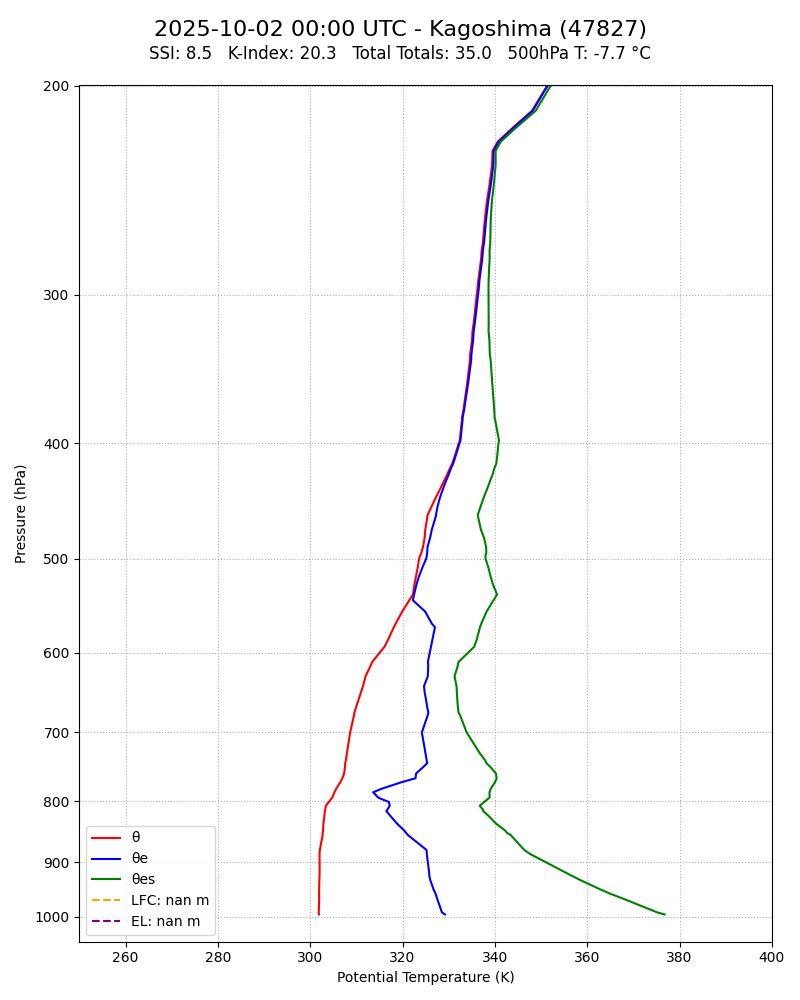 2025-10-02 00:00 UTC - Kagoshima (47827)
SSI: 8.5   K-Index: 20.3   Total Totals: 35.0   500hPa T: -7.7 °C
200
300
400
500
600
700
800
900
1000
Pressure (hPa)
θ
θe
θes
LFC: nan m
EL: nan m
260 280 300 320 340 360 380 400
Potential Temperature (K)